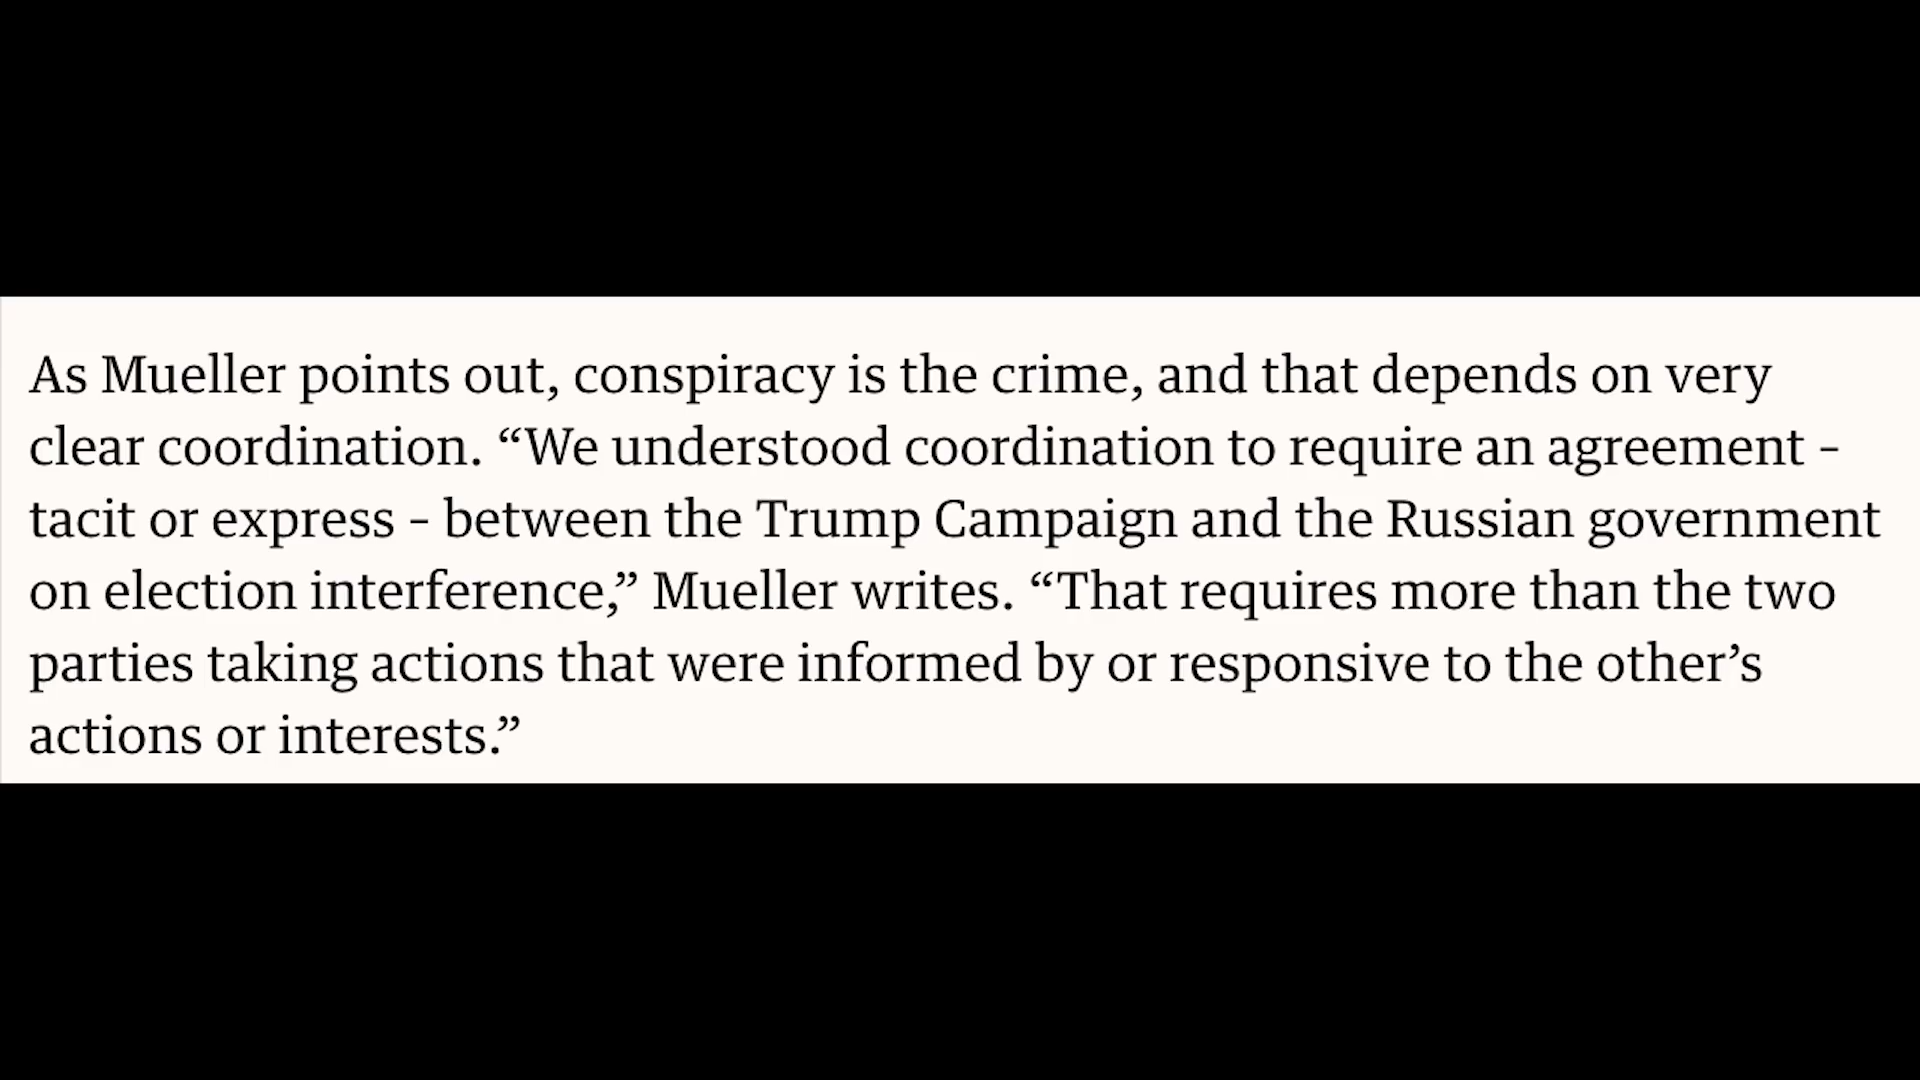 As Mueller points out, conspiracy is the crime, and that depends on very
clear coordination. “We understood coordination to require an agreement –
tacit or express – between the Trump Campaign and the Russian government
on election interference,” Mueller writes. “That requires more than the two
parties taking actions that were informed by or responsive to the other’s
actions or interests.”